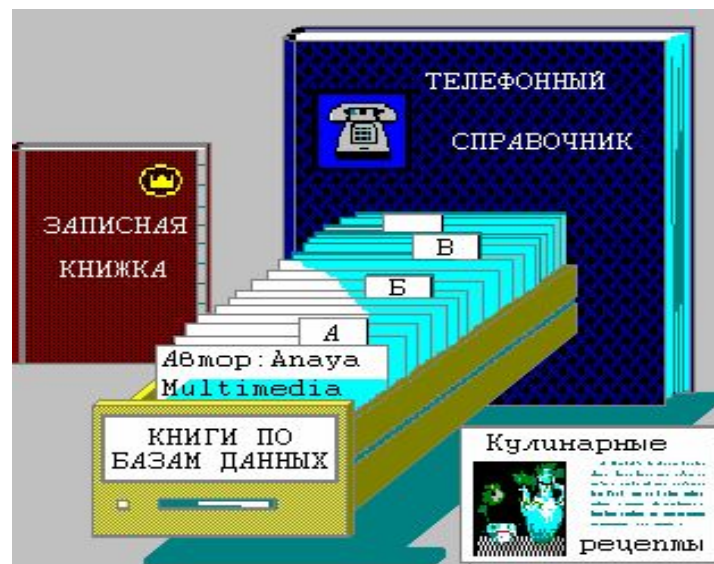 ТЕЛЕФОННЫЙ
СПРАВОЧНИК
ЗАПИСНАЯ
КНИЖКА
В
Б
А
Автор:Anaya
Multimedia
КНИГИ ПО
БАЗАМ ДАННЫХ
Кулинарные
рецепты